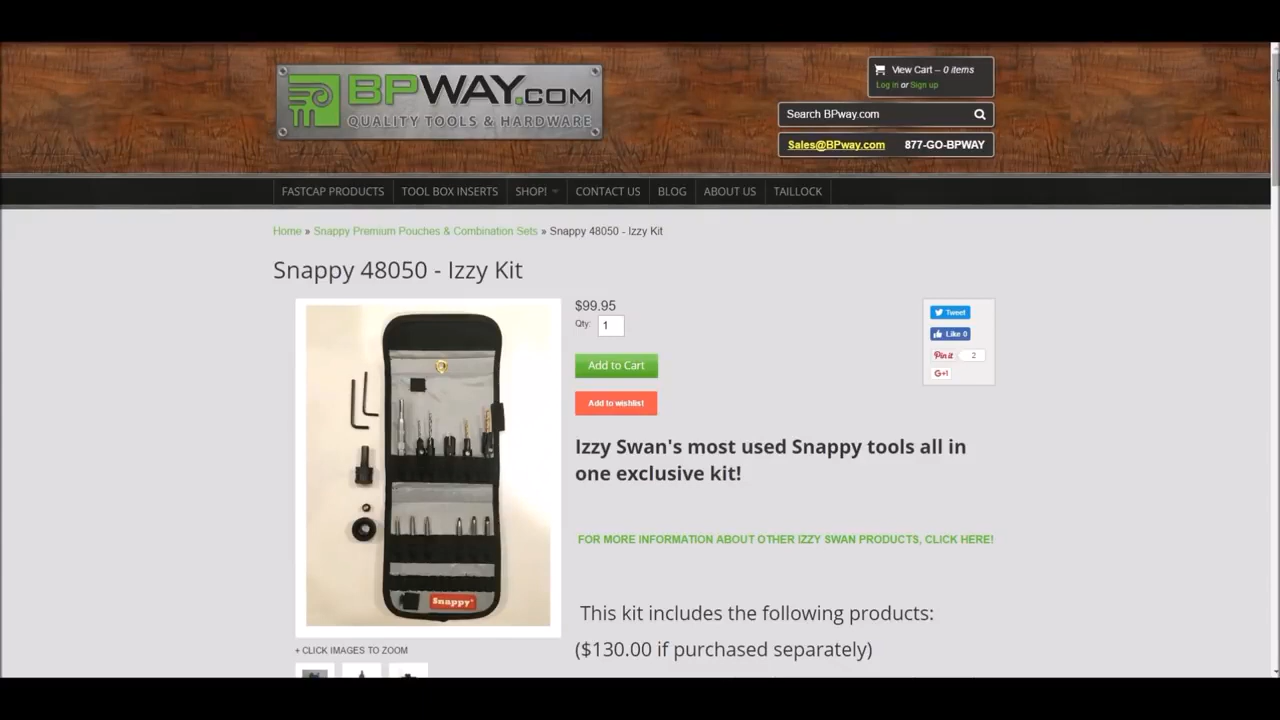 BPWAY.COM
QUALITY TOOLS & HARDWARE
View Cart – 0 items
Log in or Sign up
Search BPway.com
Sales@BPway.com 877-GO-BPWAY
FASTCAP PRODUCTS TOOL BOX INSERTS SHOP! CONTACT US BLOG ABOUT US TAILLOCK
Home » Snappy Premium Pouches & Combination Sets » Snappy 48050 - Izzy Kit
Snappy 48050 - Izzy Kit
$99.95
Qty: 1
Add to Cart
Add to wishlist
Tweet
Like 0
Pin it 2
G+1
Izzy Swan's most used Snappy tools all in
one exclusive kit!
FOR MORE INFORMATION ABOUT OTHER IZZY SWAN PRODUCTS, CLICK HERE!
This kit includes the following products:
($130.00 if purchased separately)
Snappy
+ CLICK IMAGES TO ZOOM